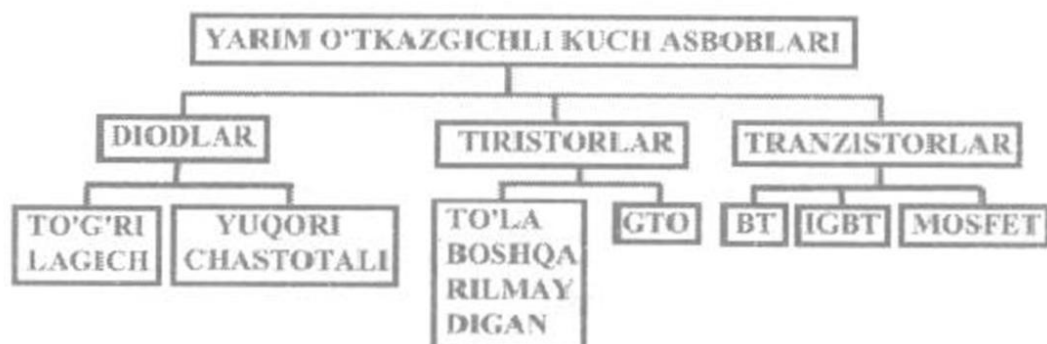 YARIM O'TKAZGICHLI KUCH ASBOBLARI
DIODLAR
TIRISTORLAR
TRANZISTORLAR
TO'G'RI
LAGICH
YUQORI
CHASTOTALI
TO'LA
BOSHQA
RILMAY
DIGAN
GTO
BT
IGBT
MOSFET